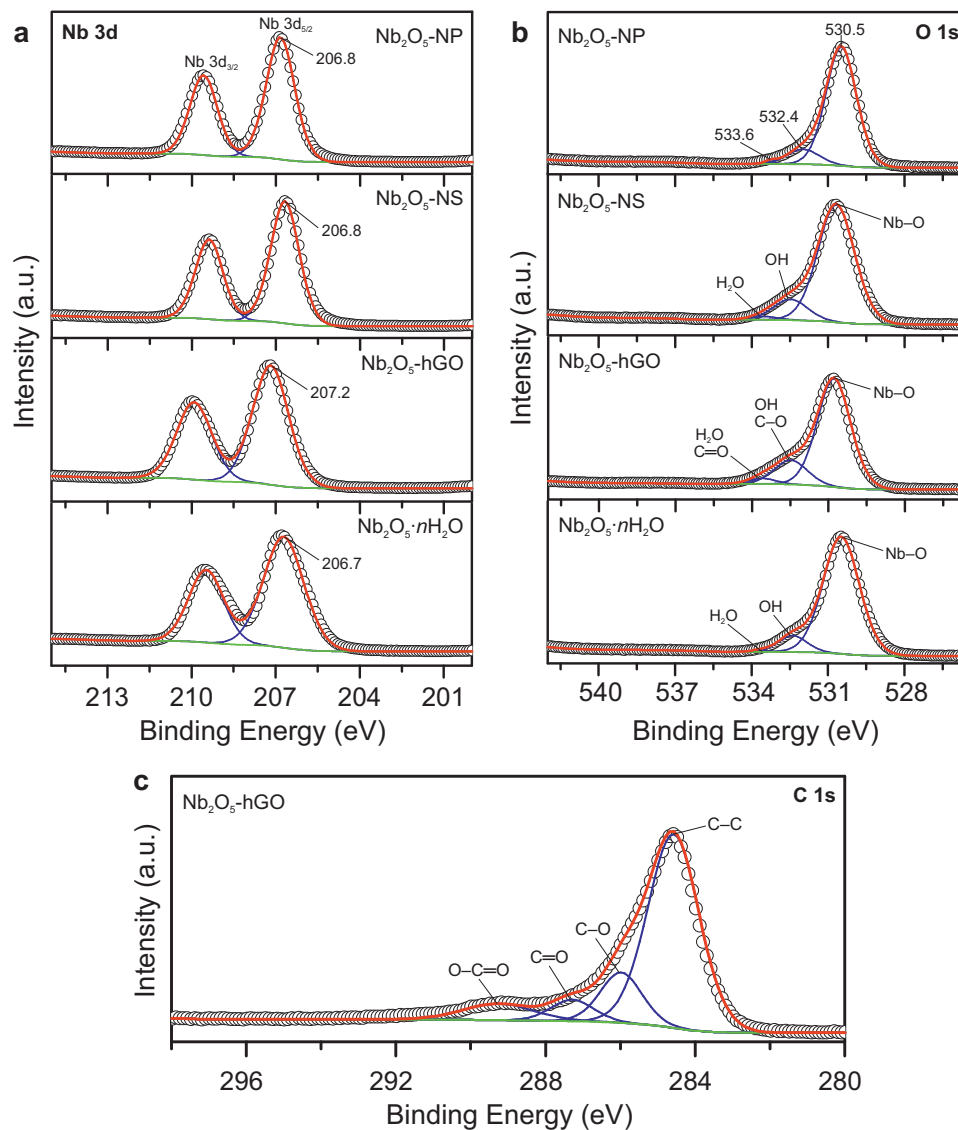 a
Nb 3d
Nb 3d₅/₂
Nb₂O₅-NP
Nb 3d₃/₂
206.8
Nb₂O₅-NS
206.8
Nb₂O₅-hGO
207.2
Nb₂O₅·nH₂O
206.7
Intensity (a.u.)
213 210 207 204 201
Binding Energy (eV)
b
Nb₂O₅-NP
530.5
O 1s
532.4
533.6
Nb₂O₅-NS
Nb–O
OH
H₂O
Nb₂O₅-hGO
Nb–O
OH
C–O
H₂O
C=O
Nb₂O₅·nH₂O
Nb–O
OH
H₂O
Intensity (a.u.)
540 537 534 531 528
Binding Energy (eV)
c
Nb₂O₅-hGO
C 1s
C–C
C–O
C=O
O–C=O
Intensity (a.u.)
296 292 288 284 280
Binding Energy (eV)